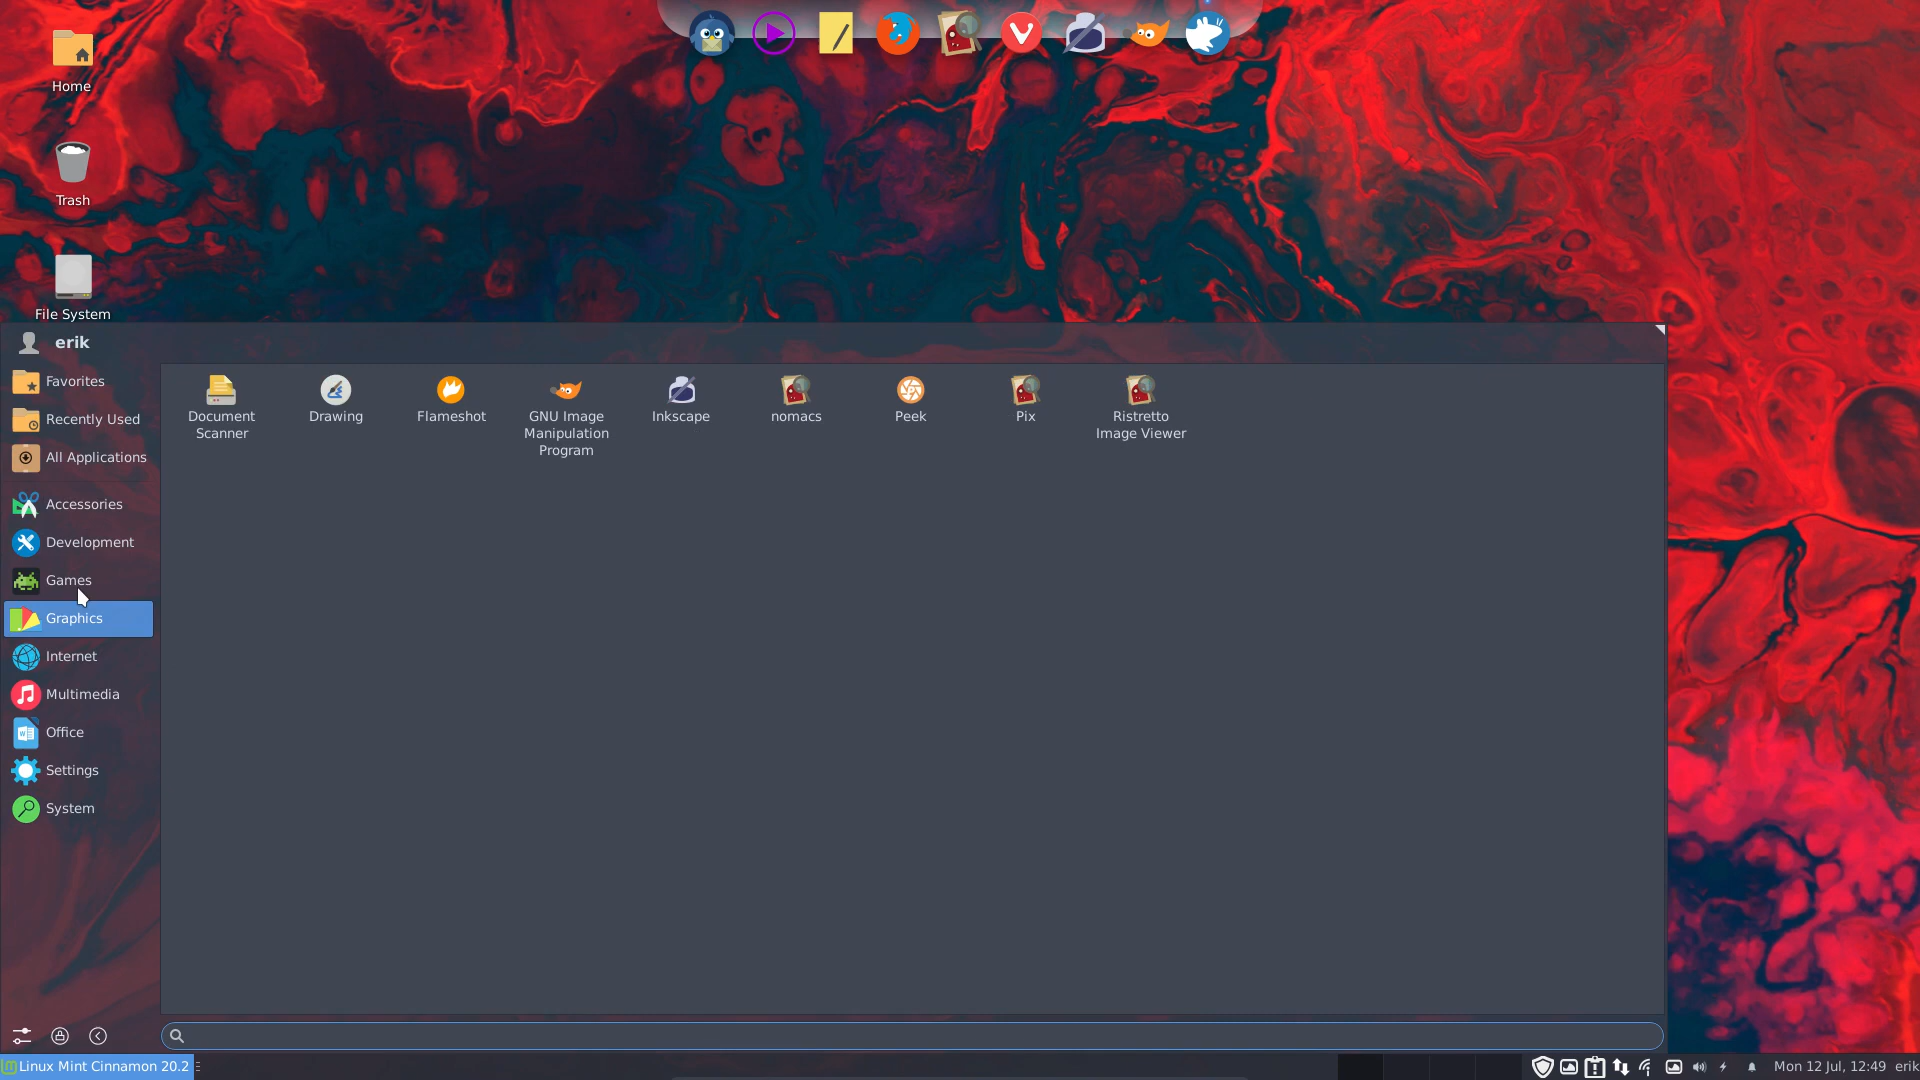 Home
Trash
File System
erik
Favorites
Recently Used
All Applications
Accessories
Development
Games
Graphics
Internet
Multimedia
Office
Settings
System
Document
Scanner
Drawing
Flameshot
GNU Image
Manipulation
Program
Inkscape
nomacs
Peek
Pix
Ristretto
Image Viewer
Linux Mint Cinnamon 20.2
Mon 12 Jul, 12:49 erik